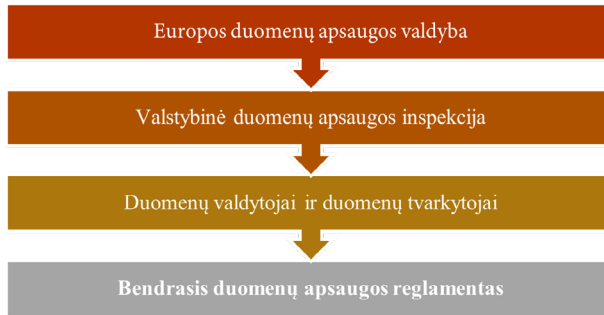 Europos duomenų apsaugos valdyba
Valstybinė duomenų apsaugos inspekcija
Duomenų valdytojai ir duomenų tvarkytojai
Bendrasis duomenų apsaugos reglamentas